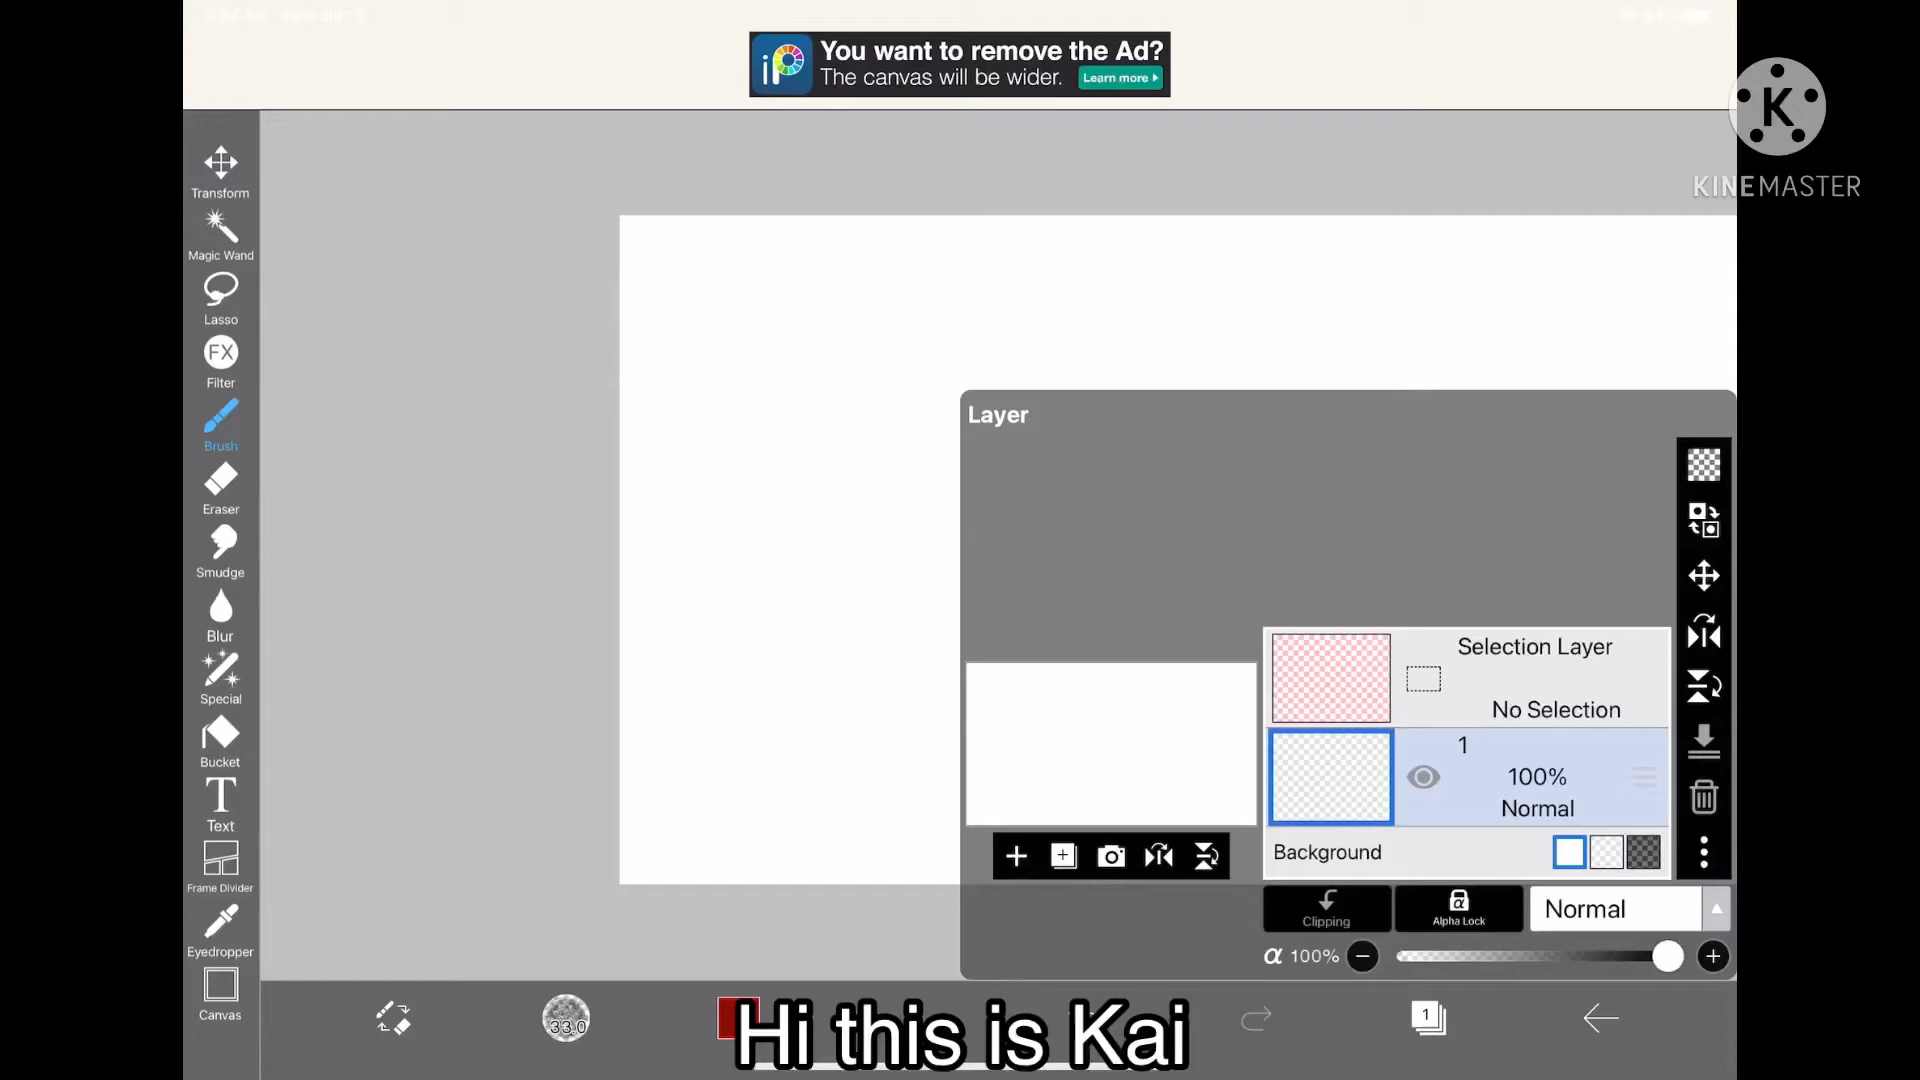 You want to remove the Ad?
The canvas will be wider. Learn more
iP
K
KINEMASTER
Transform
Magic Wand
Lasso
FX
Filter
Brush
Eraser
Smudge
Blur
Special
Bucket
T
Text
Frame Divider
Eyedropper
Canvas
Layer
Selection Layer
No Selection
1
100%
Normal
Background
Clipping
α
Alpha Lock
Normal
α 100%
33.0
1
Hi this is Kai